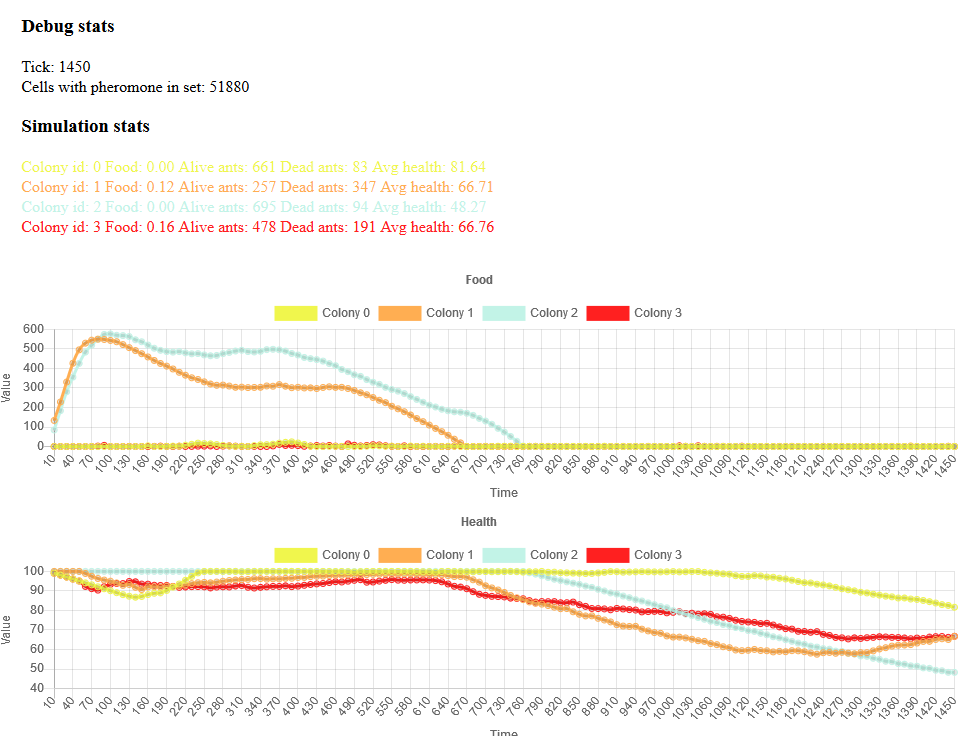 Debug stats
Tick: 1450
Cells with pheromone in set: 51880
Simulation stats
Colony id: 0 Food: 0.00 Alive ants: 661 Dead ants: 83 Avg health: 81.64
Colony id: 1 Food: 0.12 Alive ants: 257 Dead ants: 347 Avg health: 66.71
Colony id: 2 Food: 0.00 Alive ants: 695 Dead ants: 94 Avg health: 48.27
Colony id: 3 Food: 0.16 Alive ants: 478 Dead ants: 191 Avg health: 66.76
Food
Colony 0 Colony 1 Colony 2 Colony 3
Value
600
500
400
300
200
100
0
10 40 70 100 130 160 190 220 250 280 310 340 370 400 430 460 490 520 550 580 610 640 670 700 730 760 790 820 850 880 910 940 970 1000 1030 1060 1090 1120 1150 1180 1210 1240 1270 1300 1330 1360 1390 1420 1450
Time
Health
Colony 0 Colony 1 Colony 2 Colony 3
Value
100
90
80
70
60
50
40
10 40 70 100 130 160 190 220 250 280 310 340 370 400 430 460 490 520 550 580 610 640 670 700 730 760 790 820 850 880 910 940 970 1000 1030 1060 1090 1120 1150 1180 1210 1240 1270 1300 1330 1360 1390 1420 1450
Time